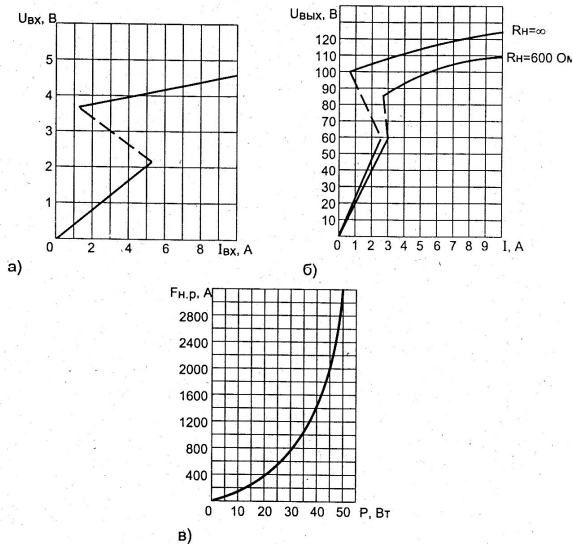 Uвх, В
5
4
3
2
1
0 2 4 6 8 Iвх, А
а)
Uвых, В
120
110
100
90
80
70
60
50
40
30
20
10
0 1 2 3 4 5 6 7 8 9 I, А
Rн=∞
Rн=600 Ом
б)
Fн.р, А
2800
2400
2000
1600
1200
800
400
0 10 20 30 40 50 P, Вт
в)